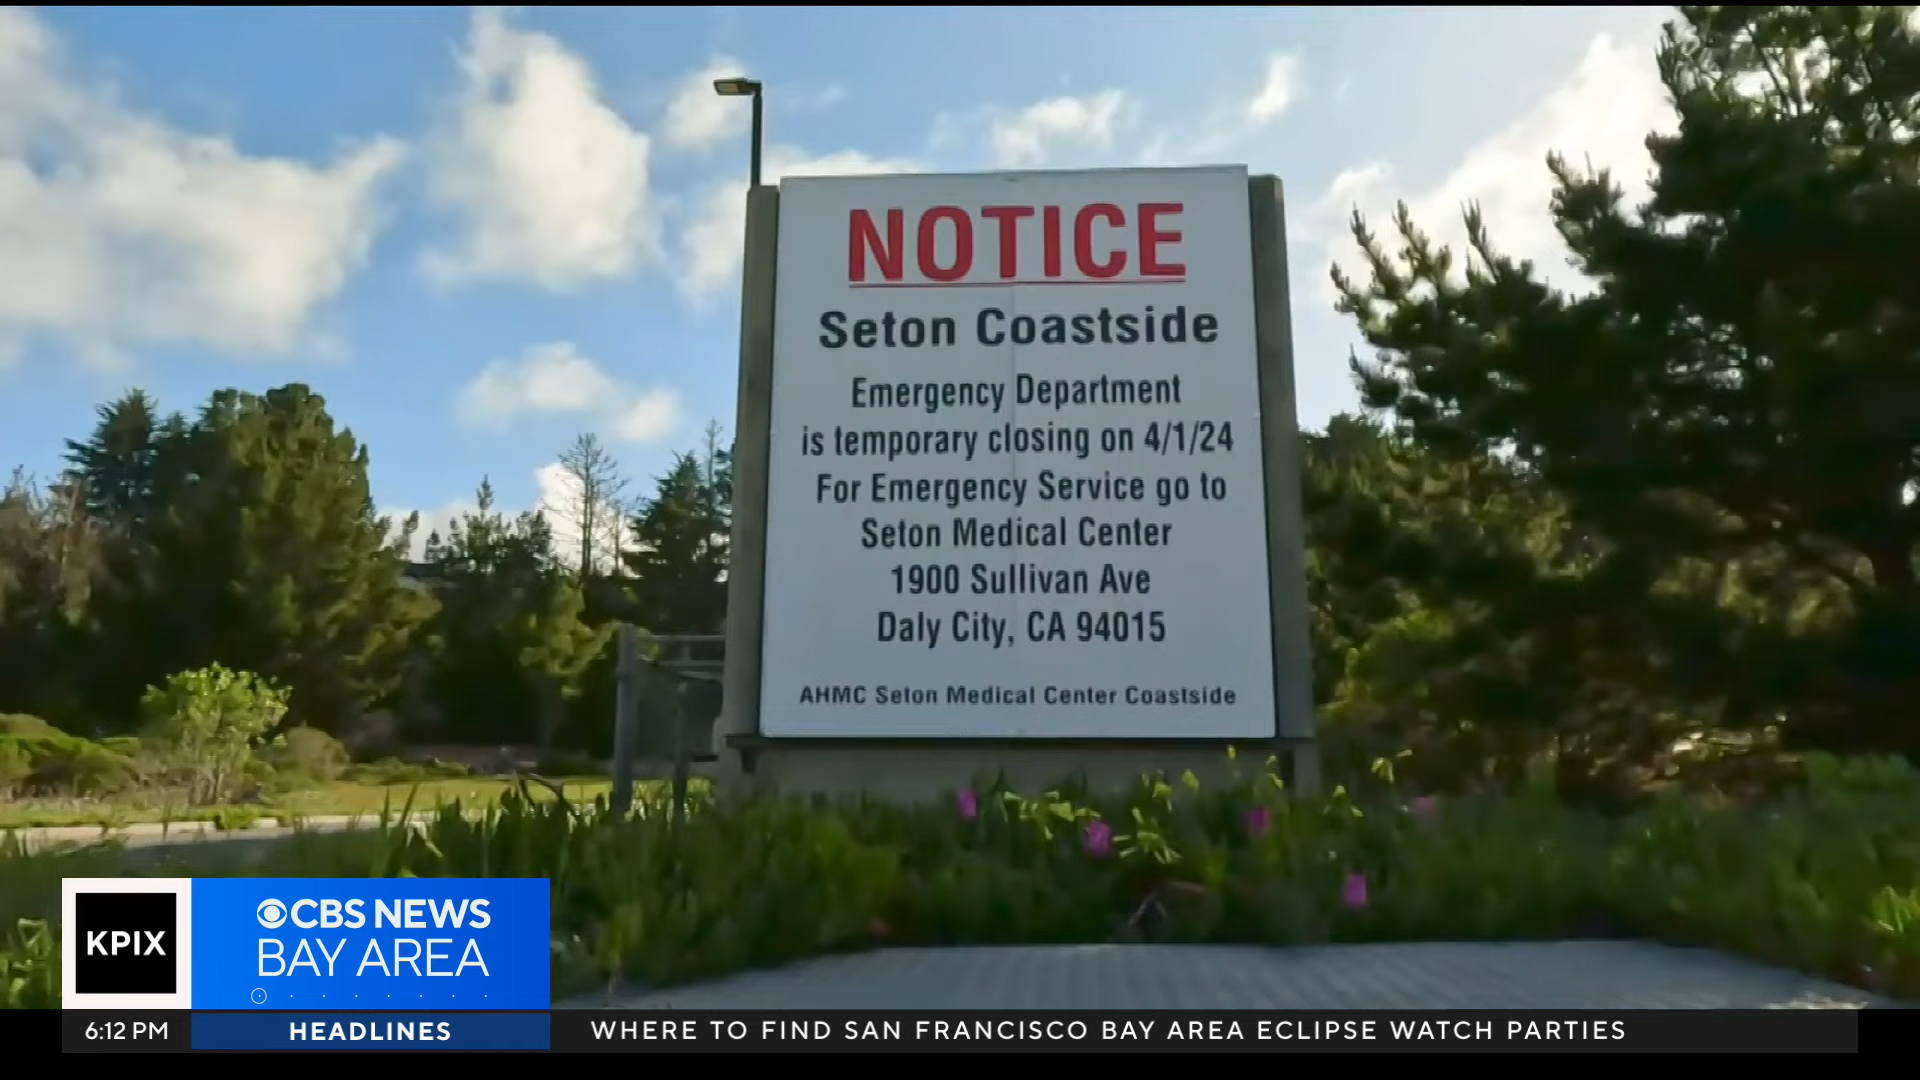 NOTICE
Seton Coastside
Emergency Department
is temporary closing on 4/1/24
For Emergency Service go to
Seton Medical Center
1900 Sullivan Ave
Daly City, CA 94015
AHMC Seton Medical Center Coastside
KPIX
CBS NEWS
BAY AREA
6:12 PM
HEADLINES
WHERE TO FIND SAN FRANCISCO BAY AREA ECLIPSE WATCH PARTIES